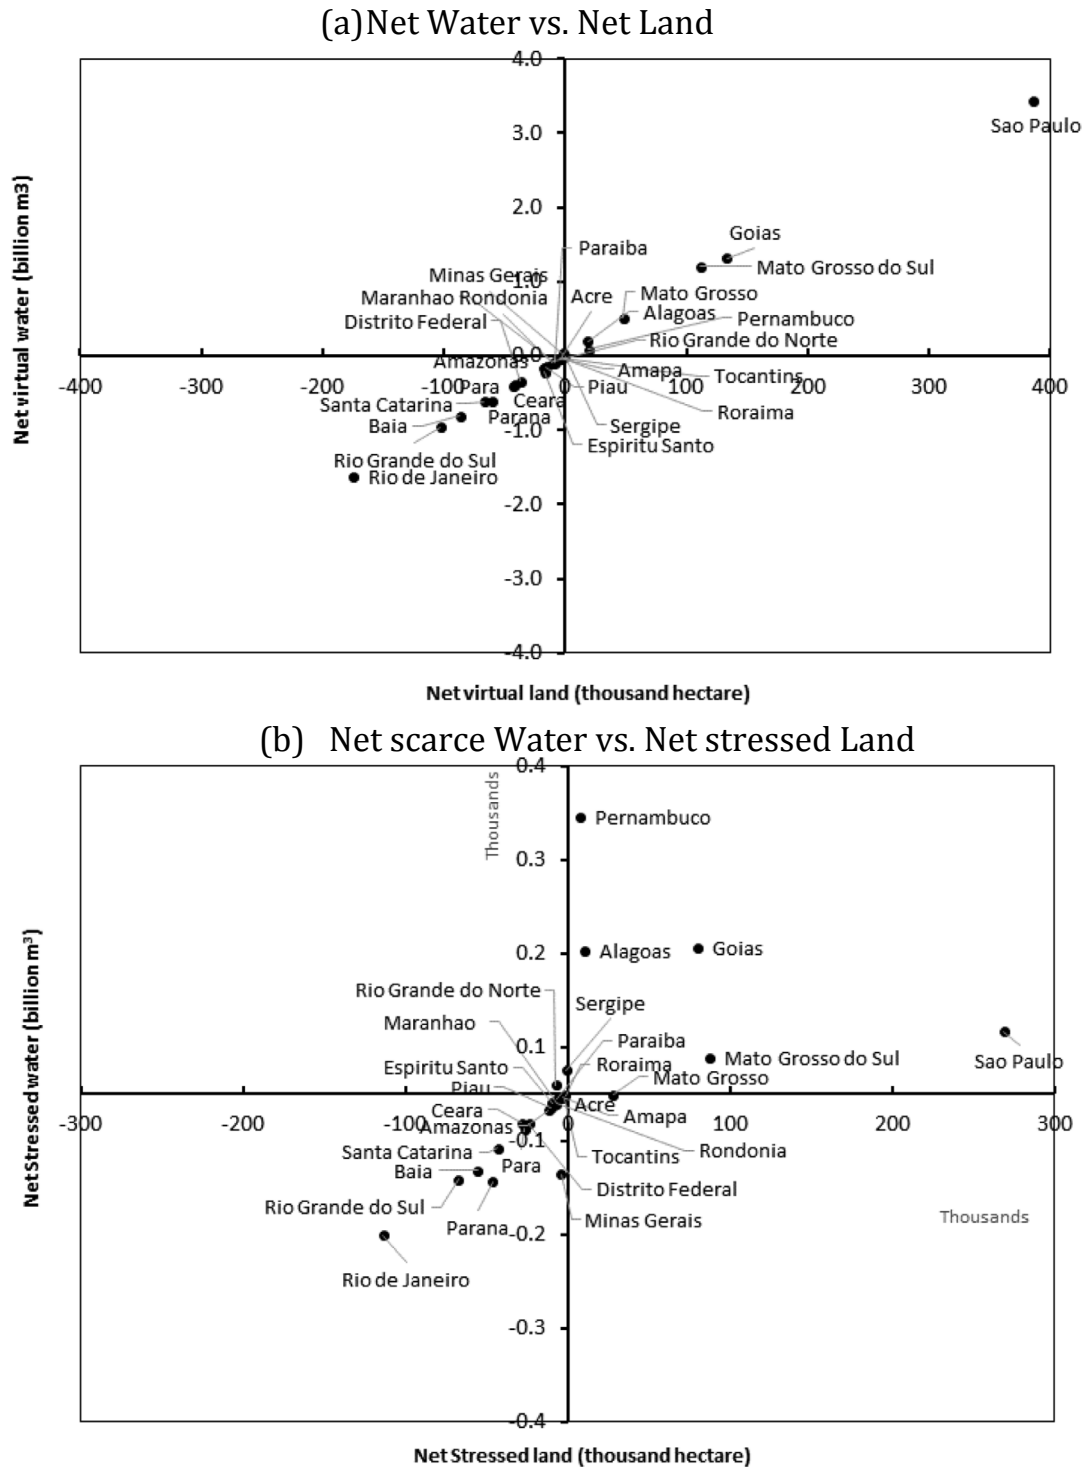 (a) Net Water vs. Net Land
4.0
3.0
2.0
1.0
0.0
-1.0
-2.0
-3.0
-4.0
-400
-300
-200
-100
0
100
200
300
400
Net virtual water (billion m3)
Sao Paulo
Goias
Paraiba
Mato Grosso do Sul
Minas Gerais
Maranhao Rondonia
Acre
Mato Grosso
Alagoas
Distrito Federal
Pernambuco
Rio Grande do Norte
Amazonas
Amapa
Tocantins
Para
Piau
Santa Catarina
Ceara
Roraima
Parana
Baia
Sergipe
Espiritu Santo
Rio Grande do Sul
Rio de Janeiro
Net virtual land (thousand hectare)
(b) Net scarce Water vs. Net stressed Land
0.4
0.3
0.2
0.1
-0.1
-0.2
-0.3
-0.4
-300
-200
-100
0
100
200
300
Thousands
Net Stressed water (billion m³)
Pernambuco
Alagoas
Goias
Rio Grande do Norte
Sergipe
Maranhao
Paraiba
Sao Paulo
Mato Grosso do Sul
Roraima
Espiritu Santo
Mato Grosso
Piau
Acre
Amapa
Ceara
Amazonas
Rondonia
Santa Catarina
Para
Tocantins
Baia
Distrito Federal
Rio Grande do Sul
Minas Gerais
Thousands
Parana
Rio de Janeiro
Net Stressed land (thousand hectare)